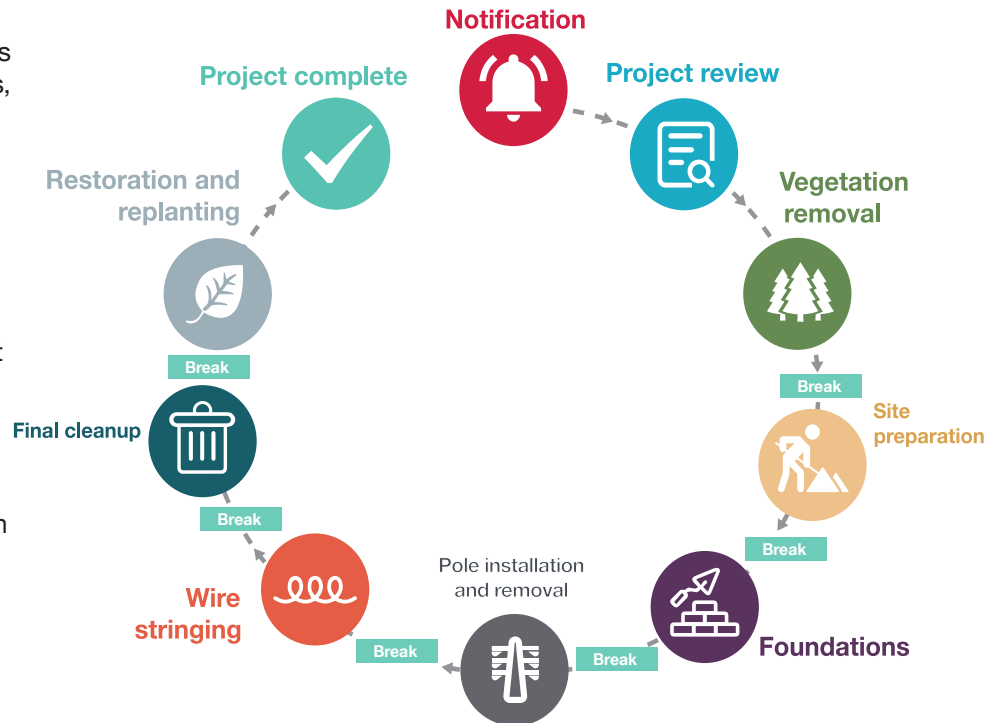 Notification
Project review
Vegetation
removal
Break
Site
preparation
Break
Foundations
Break
Pole installation
and removal
Break
Wire
stringing
Break
Final cleanup
Break
Restoration and
replanting
Project complete
s
s,
t
n